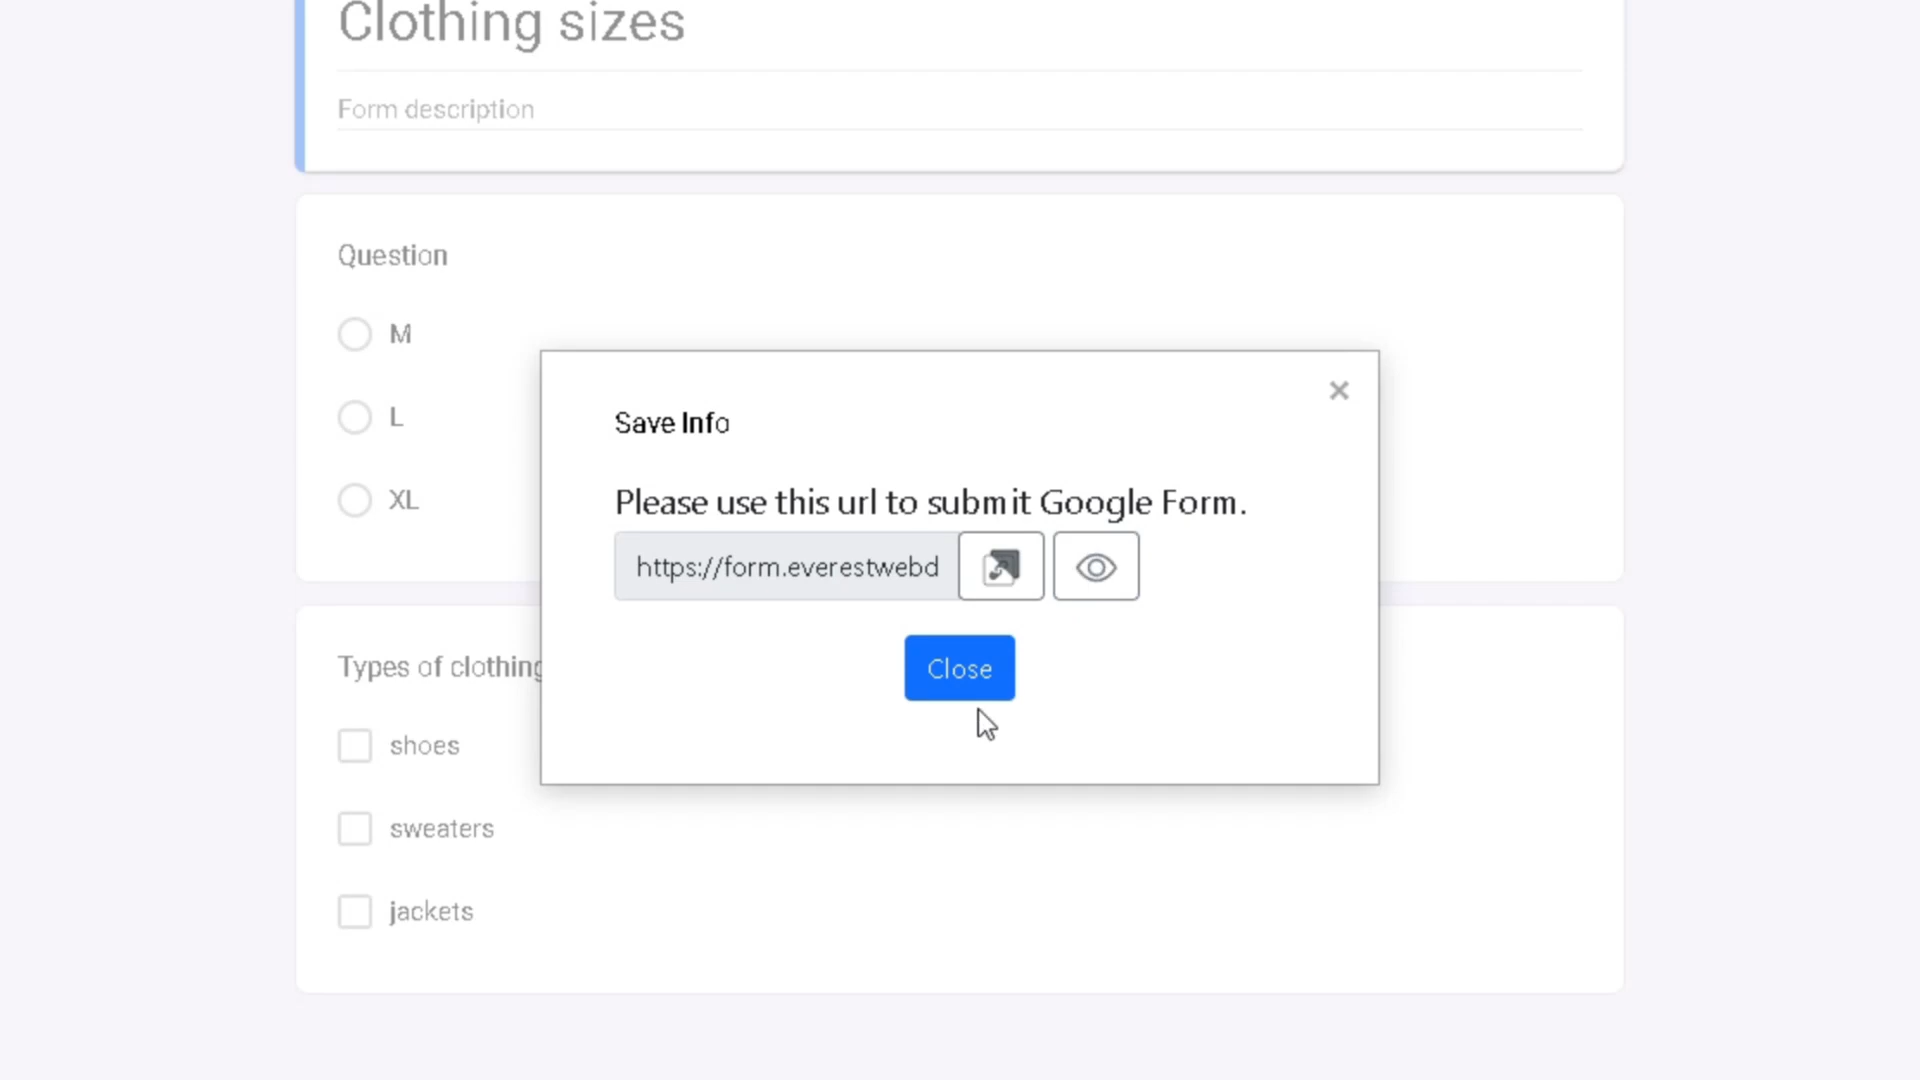 Clothing sizes
Form description
Question
M
L
XL
Save Info
Please use this url to submit Google Form.
https://form.everestwebd
Close
Types of clothing
shoes
sweaters
jackets